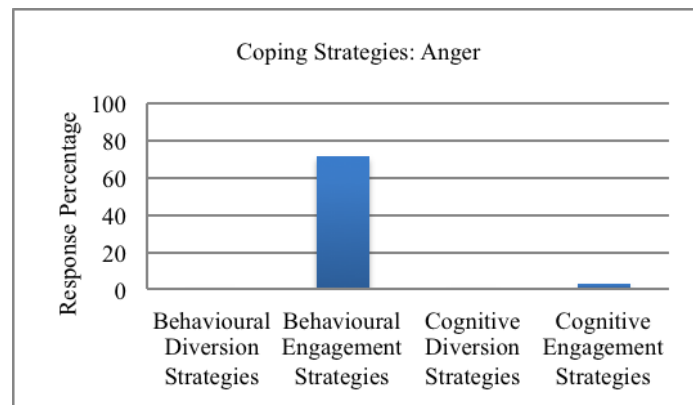 Coping Strategies: Anger
Response Percentage
100
80
60
40
20
0
Behavioural Behavioural Cognitive Cognitive
Diversion Engagement Diversion Engagement
Strategies Strategies Strategies Strategies